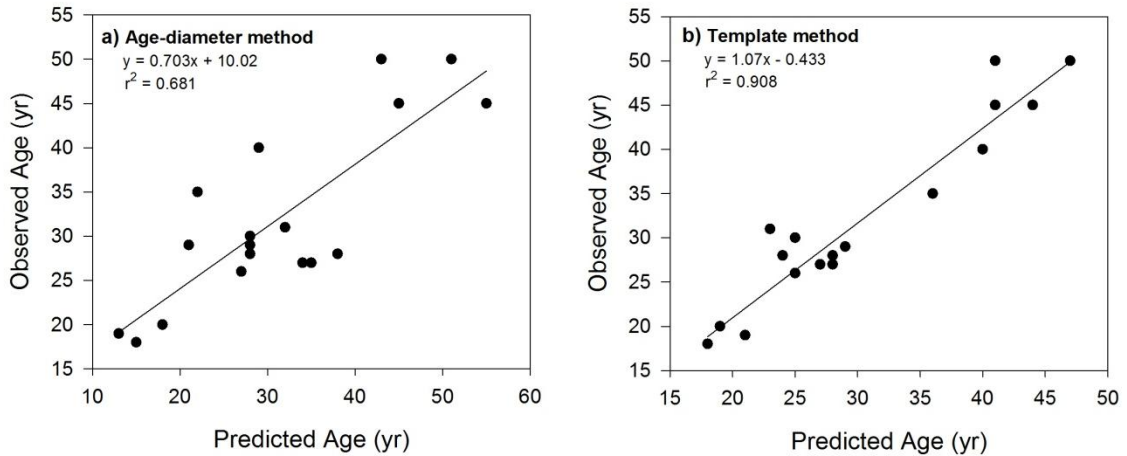 a) Age-diameter method
y = 0.703x + 10.02
r² = 0.681
55
50
45
40
35
30
25
20
15
10 20 30 40 50 60
Observed Age (yr)
Predicted Age (yr)
b) Template method
y = 1.07x - 0.433
r² = 0.908
55
50
45
40
35
30
25
20
15
15 20 25 30 35 40 45 50
Observed Age (yr)
Predicted Age (yr)